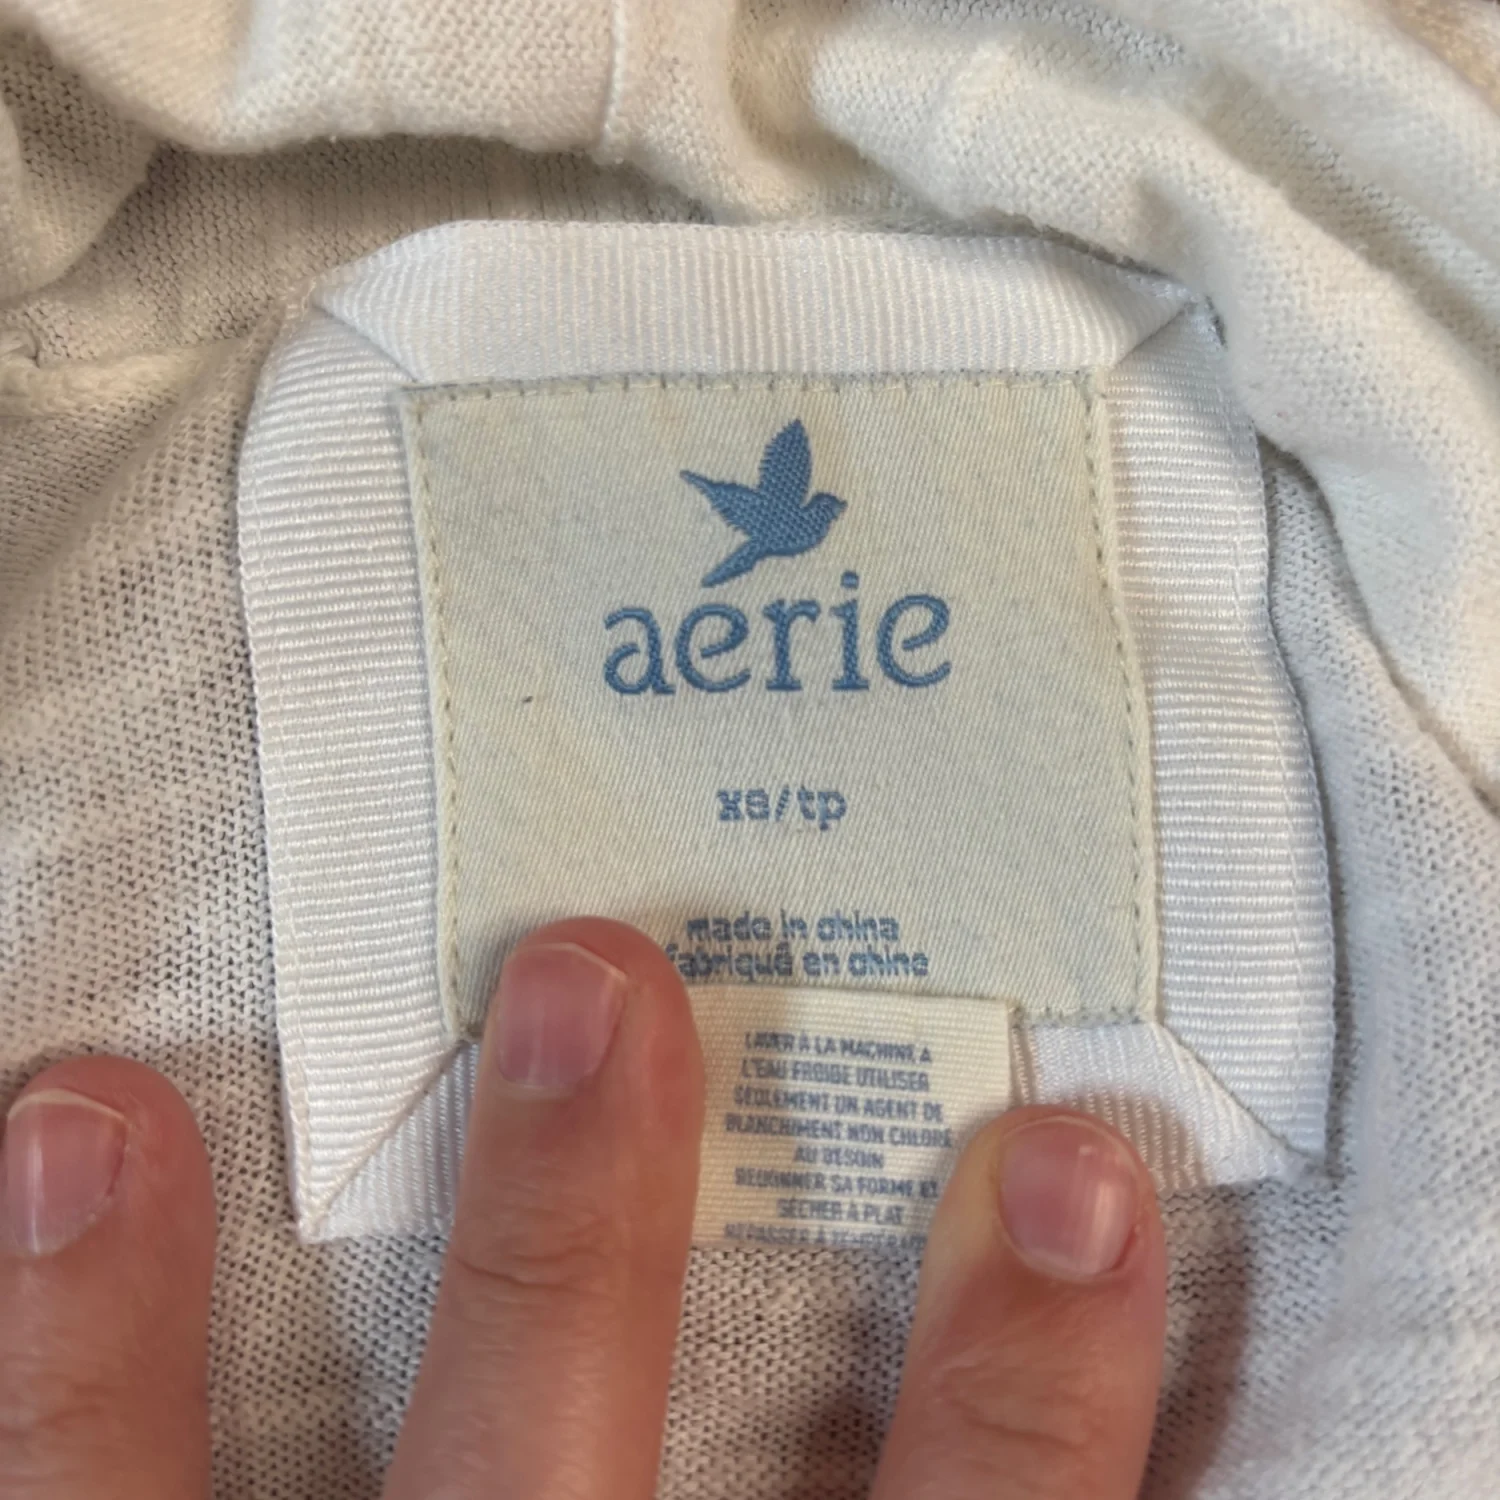 aerie
xs/tp
made in china
fabriqué en chine
LAVER À LA MACHINE À
L'EAU FROIDE UTILISER
SEULEMENT UN AGENT DE
BLANCHIMENT NON CHLORÉ
AU BESOIN
REDONNER SA FORME ET
SÉCHER À PLAT
REPASSER À